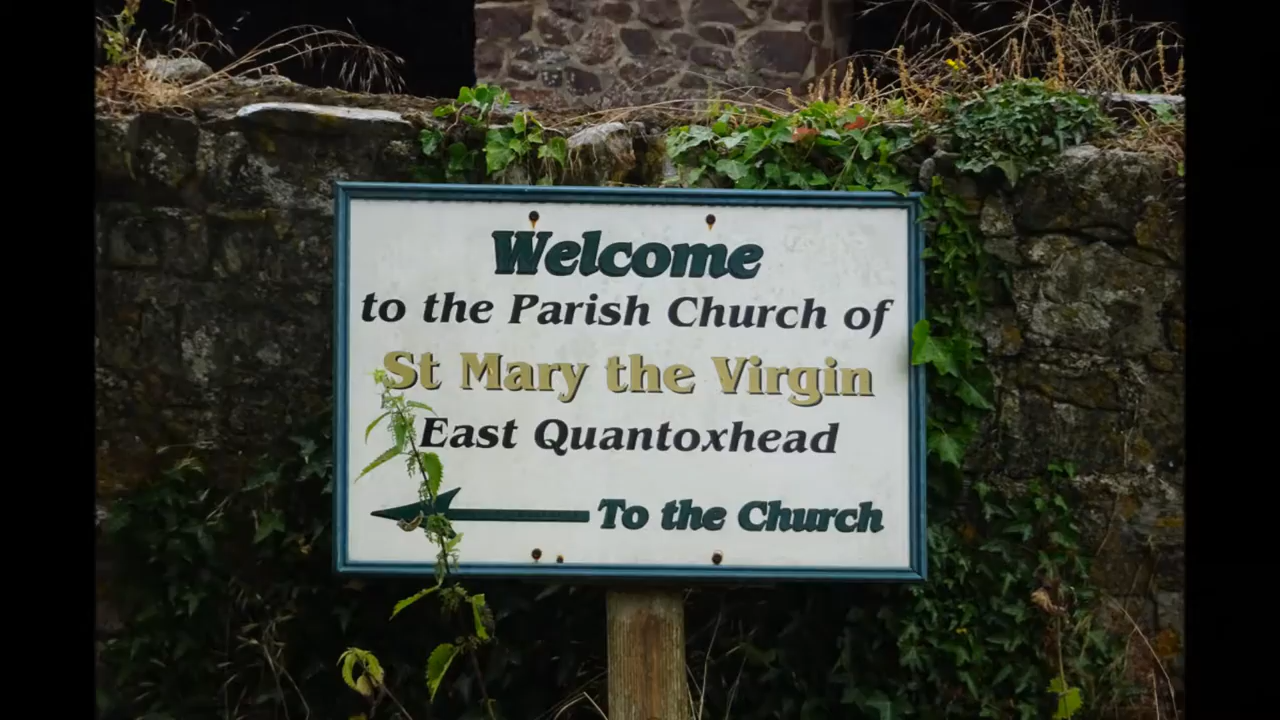 Welcome
to the Parish Church of
St Mary the Virgin
East Quantoxhead
To the Church